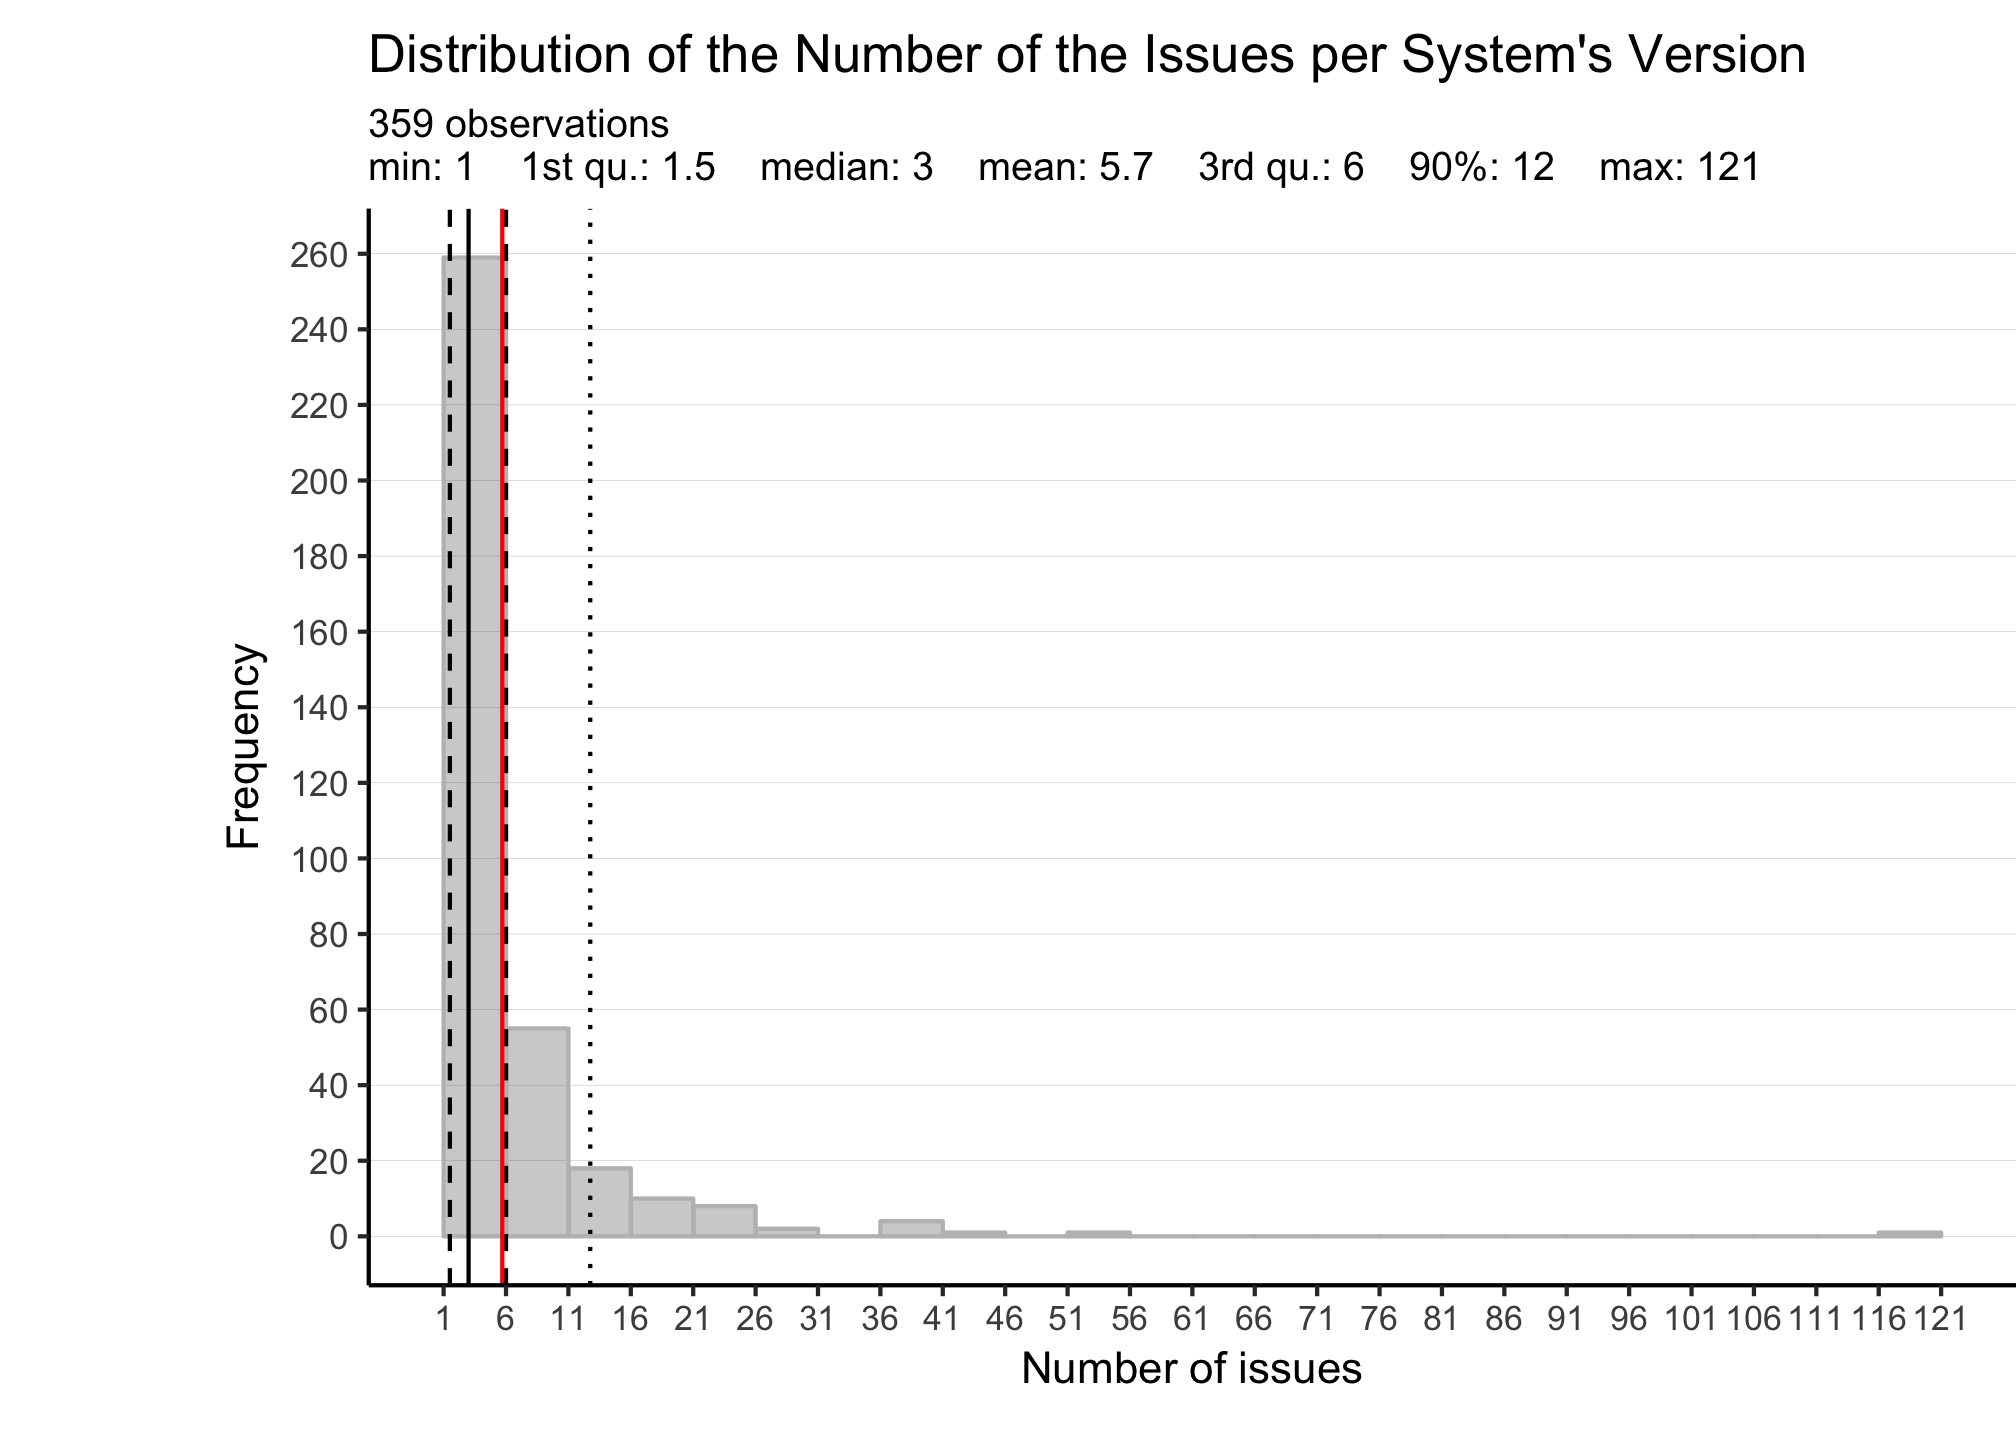 Distribution of the Number of the Issues per System's Version
359 observations
min: 1 1st qu.: 1.5 median: 3 mean: 5.7 3rd qu.: 6 90%: 12 max: 121
260
240
220
200
180
160
140
120
100
80
60
40
20
0
Frequency
1 6 11 16 21 26 31 36 41 46 51 56 61 66 71 76 81 86 91 96 101 106 111 116 121
Number of issues